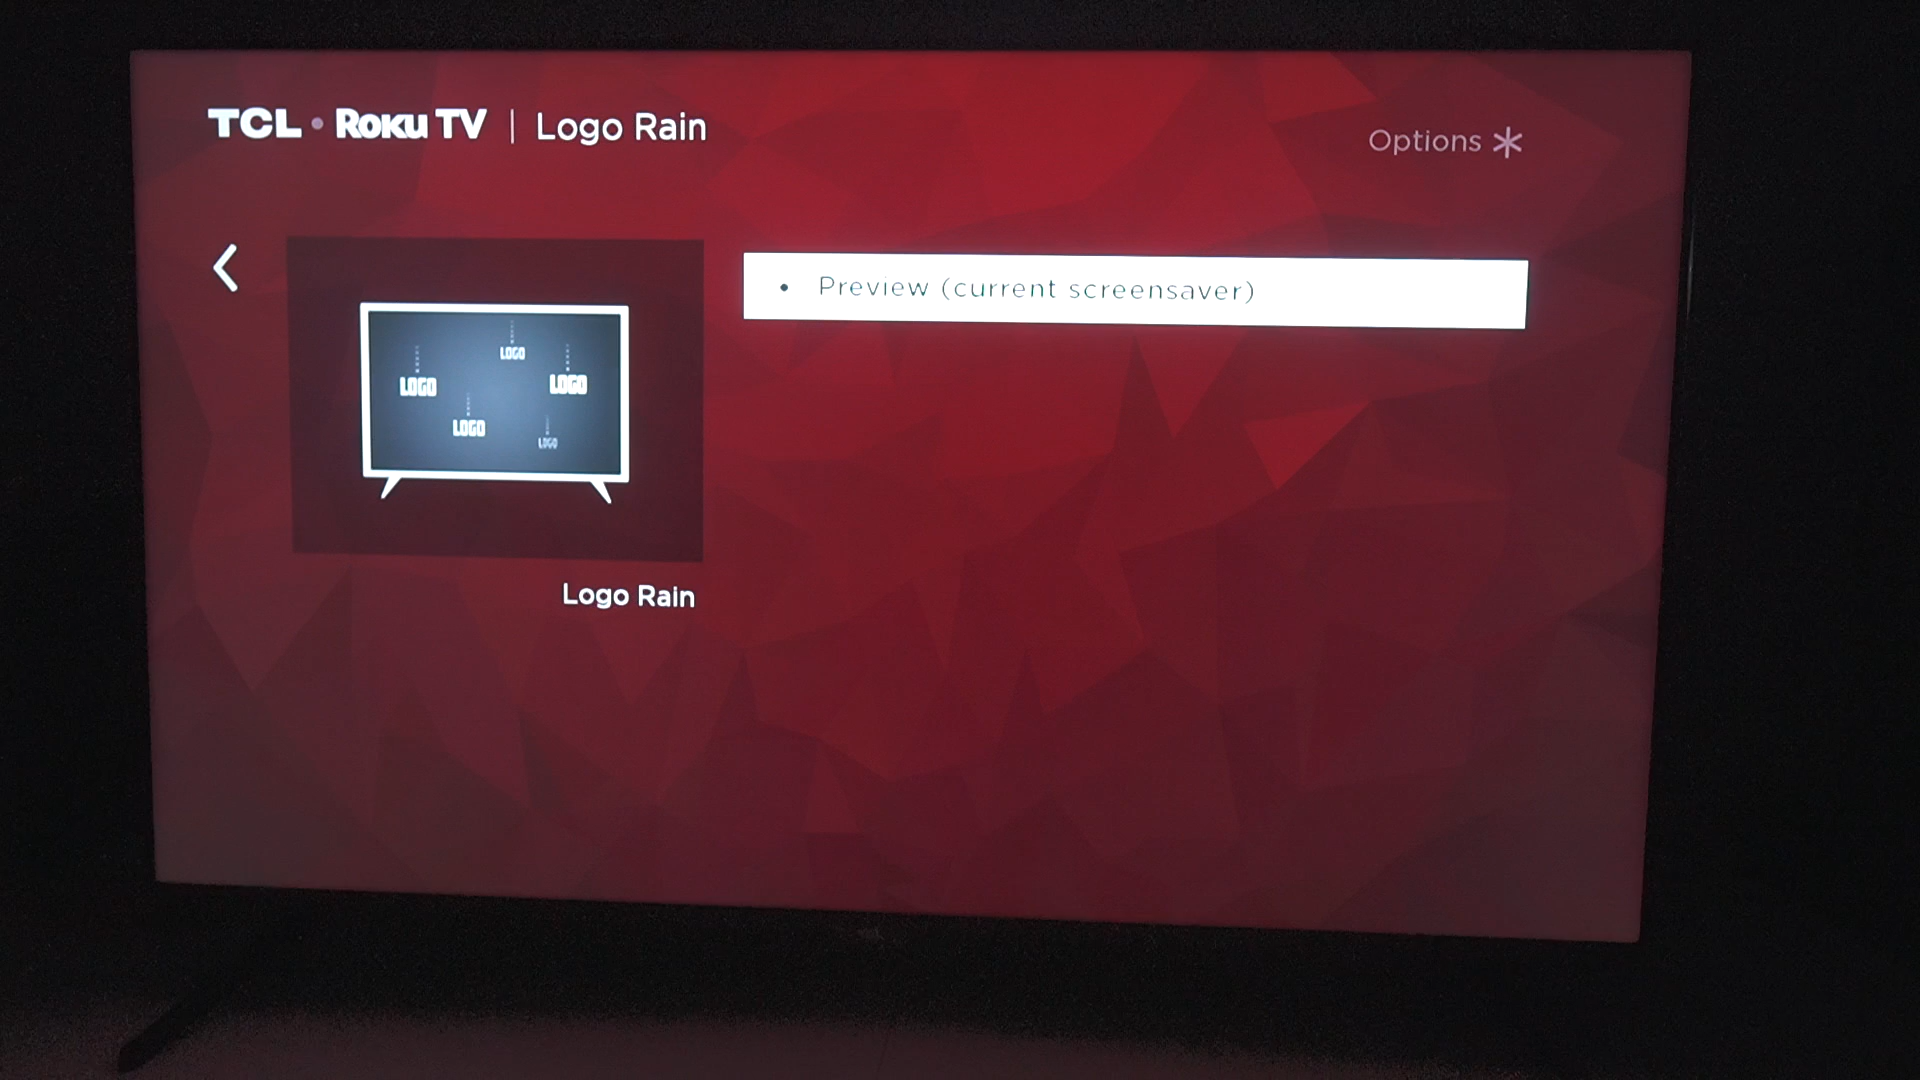 TCL • Roku TV | Logo Rain
Options *
• Preview (current screensaver)
LOGO
LOGO
LOGO
LOGO
LOGO
Logo Rain